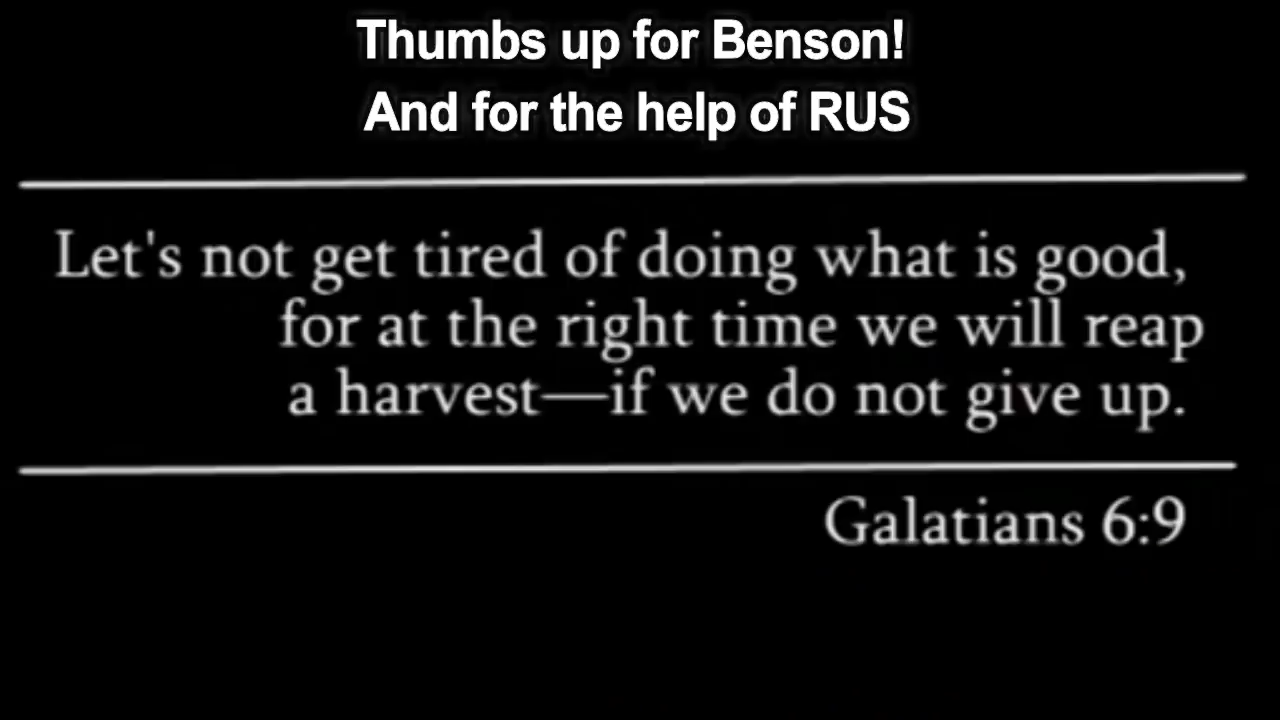 Thumbs up for Benson!
And for the help of RUS
Let's not get tired of doing what is good,
for at the right time we will reap
a harvest—if we do not give up.
Galatians 6:9